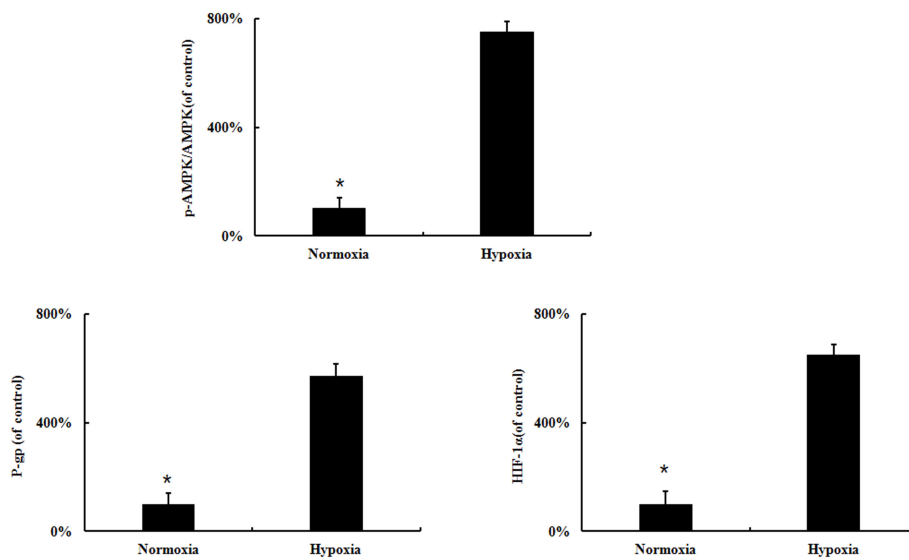 800%
400%
0%
p-AMPK/AMPK(of control)
*
Normoxia
Hypoxia
800%
400%
0%
P-gp (of control)
*
Normoxia
Hypoxia
800%
400%
0%
HIF-1α(of control)
*
Normoxia
Hypoxia